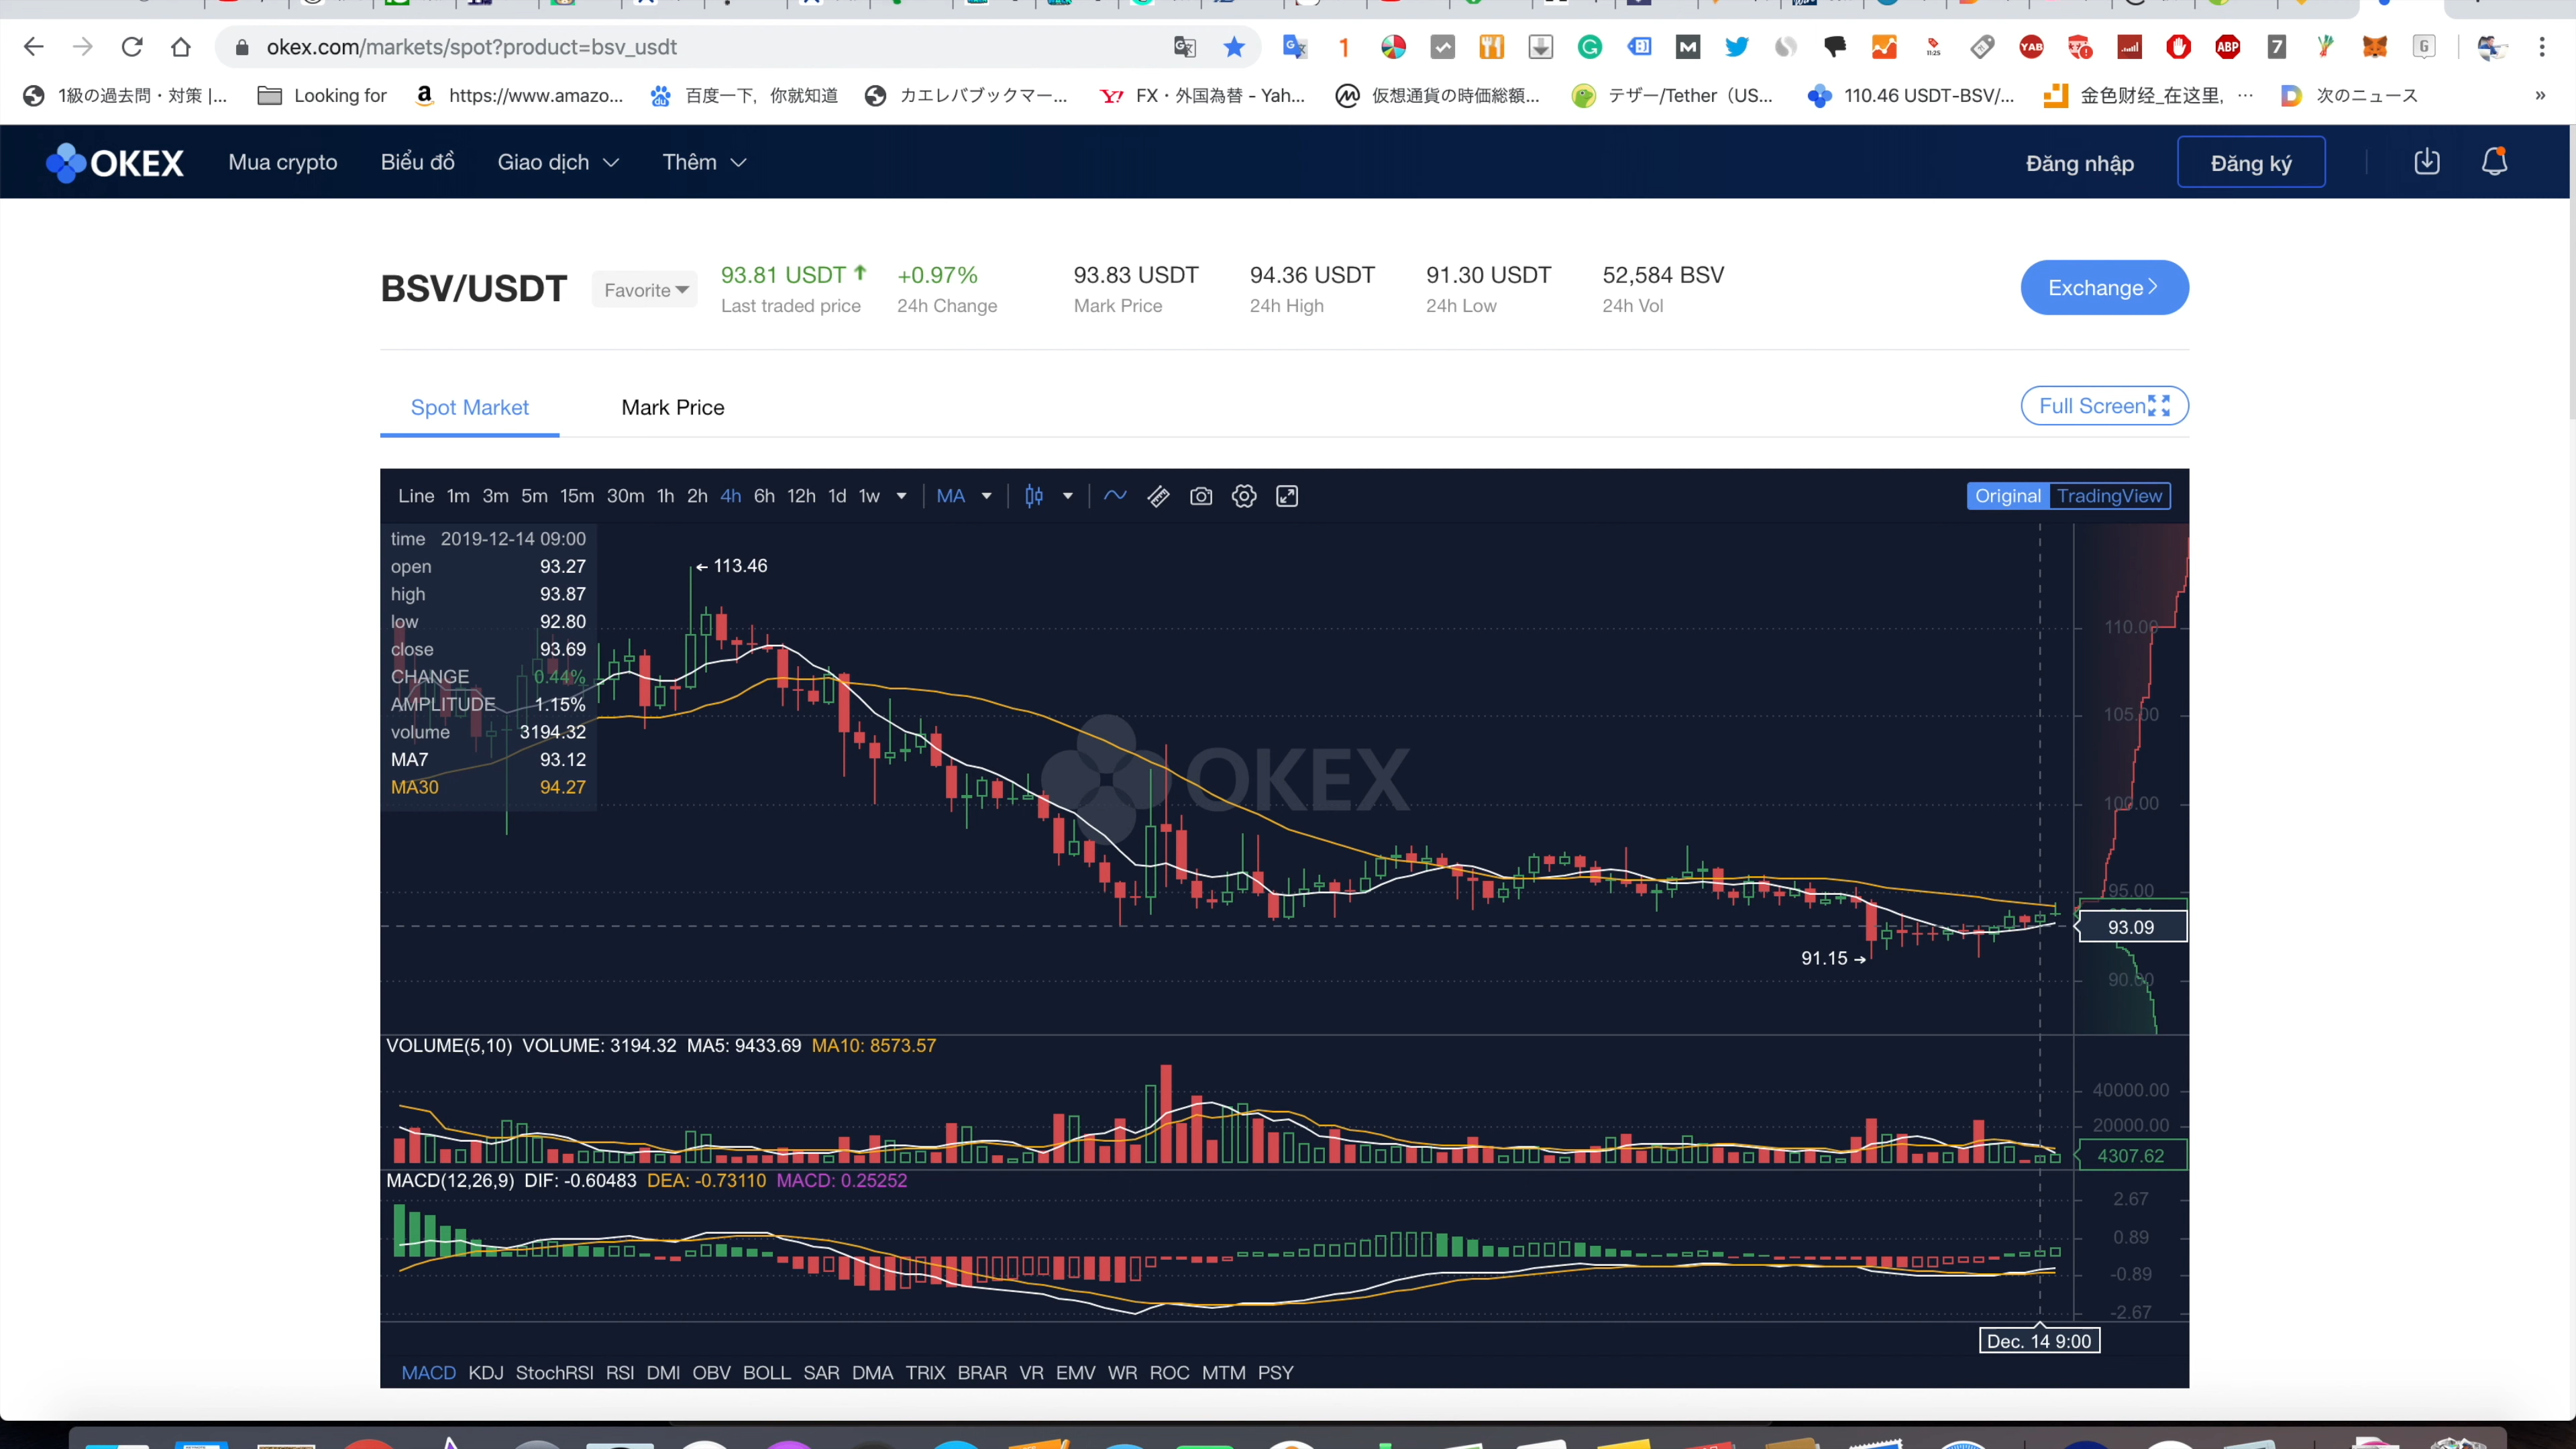 okex.com/markets/spot?product=bsv_usdt
1級の過去問・対策 |...
Looking for
https://www.amazo...
百度一下，你就知道
カエレバブックマー...
FX・外国為替 - Yah...
仮想通貨の時価総額...
テザー/Tether（US...
110.46 USDT-BSV/...
金色财经_在这里, ...
次のニュース
»
OKEX
Mua crypto
Biểu đồ
Giao dịch
Thêm
Đăng nhập
Đăng ký
BSV/USDT
Favorite
93.81 USDT
+0.97%
93.83 USDT
94.36 USDT
91.30 USDT
52,584 BSV
Last traded price
24h Change
Mark Price
24h High
24h Low
24h Vol
Exchange
Spot Market
Mark Price
Full Screen
Line 1m 3m 5m 15m 30m 1h 2h 4h 6h 12h 1d 1w
MA
Original
TradingView
time 2019-12-14 09:00
open 93.27
high 93.87
low 92.80
close 93.69
CHANGE 0.44%
AMPLITUDE 1.15%
volume 3194.32
MA7 93.12
MA30 94.27
← 113.46
OKEX
110.00
105.00
100.00
95.00
93.09
91.15 →
90.00
VOLUME(5,10) VOLUME: 3194.32 MA5: 9433.69 MA10: 8573.57
40000.00
20000.00
4307.62
MACD(12,26,9) DIF: -0.60483 DEA: -0.73110 MACD: 0.25252
2.67
0.89
-0.89
-2.67
Dec. 14 9:00
MACD KDJ StochRSI RSI DMI OBV BOLL SAR DMA TRIX BRAR VR EMV WR ROC MTM PSY